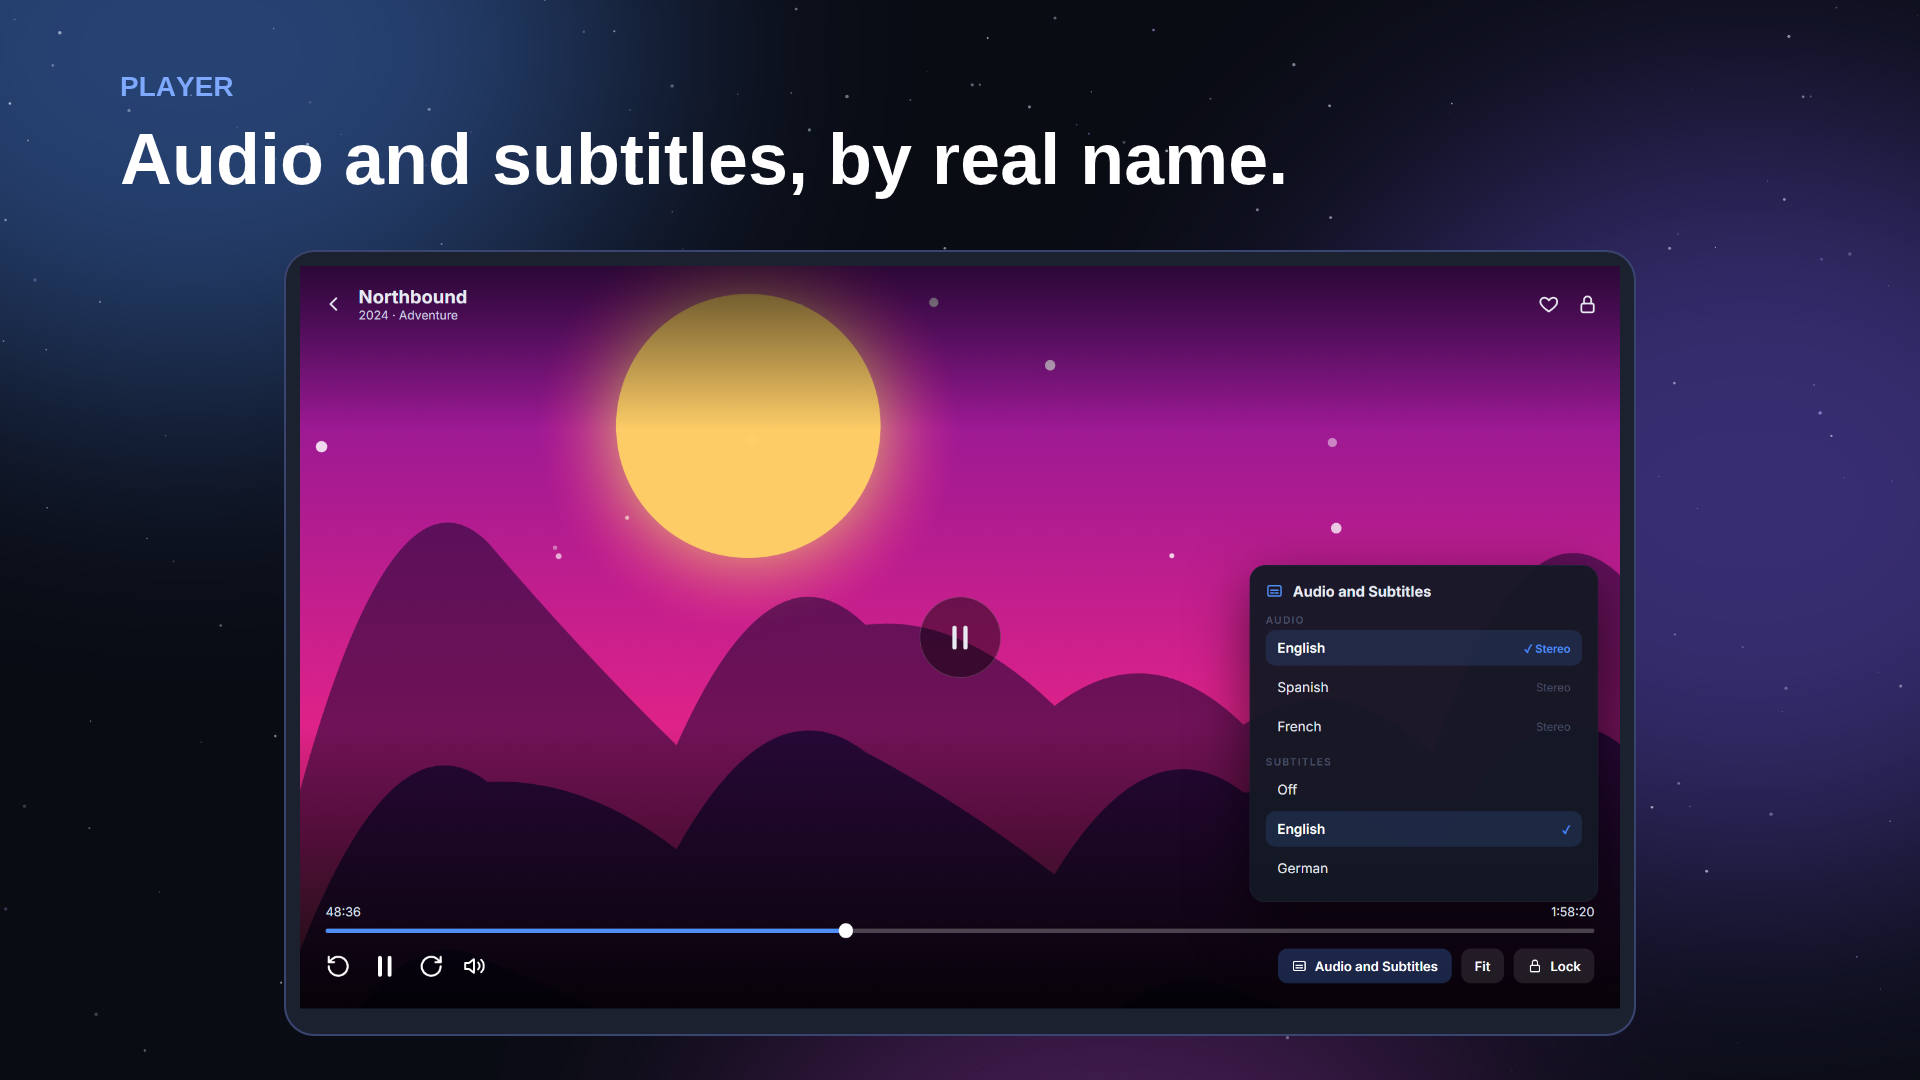 PLAYER
Audio and subtitles, by real name.
Northbound
2024 · Adventure
Audio and Subtitles
AUDIO
English ✓ Stereo
Spanish Stereo
French Stereo
SUBTITLES
Off
English ✓
German
48:36 1:58:20
Audio and Subtitles Fit Lock